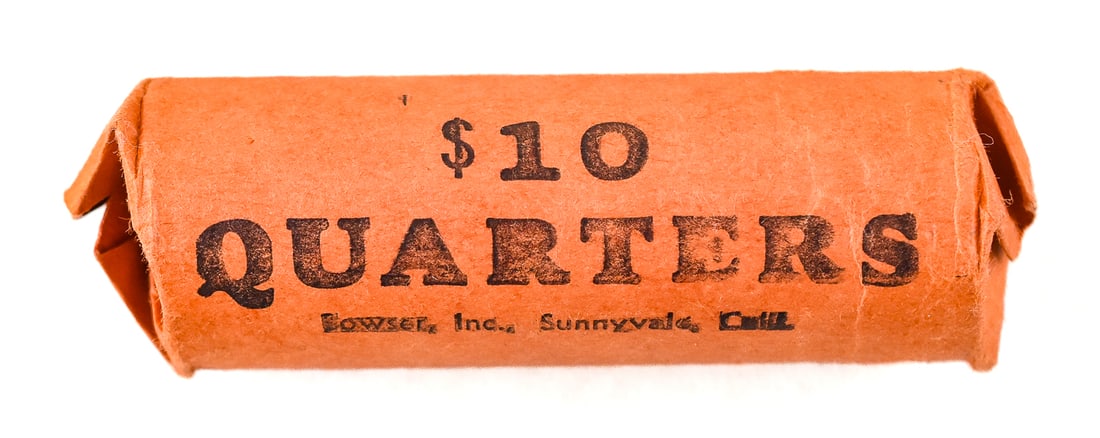 $10
QUARTERS
Bowser, Inc., Sunnyvale, Calif.